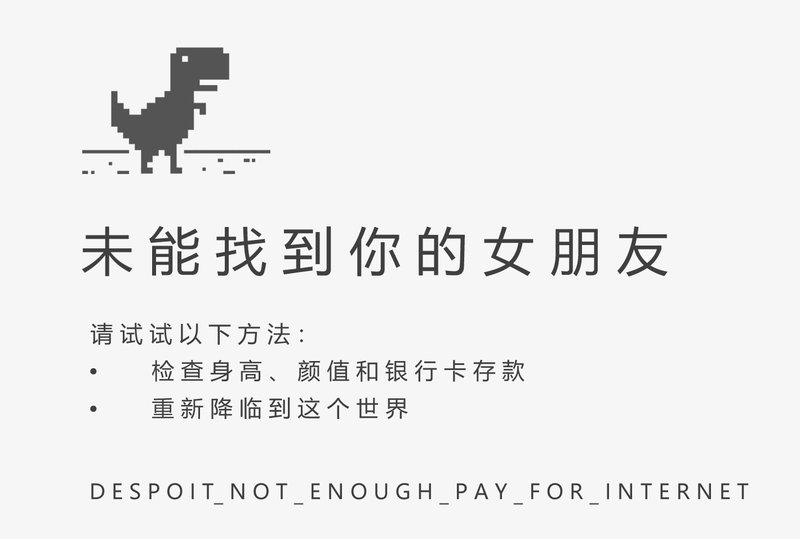 未能找到你的女朋友
请试试以下方法：
• 检查身高、颜值和银行卡存款
• 重新降临到这个世界
DESPOIT_NOT_ENOUGH_PAY_FOR_INTERNET